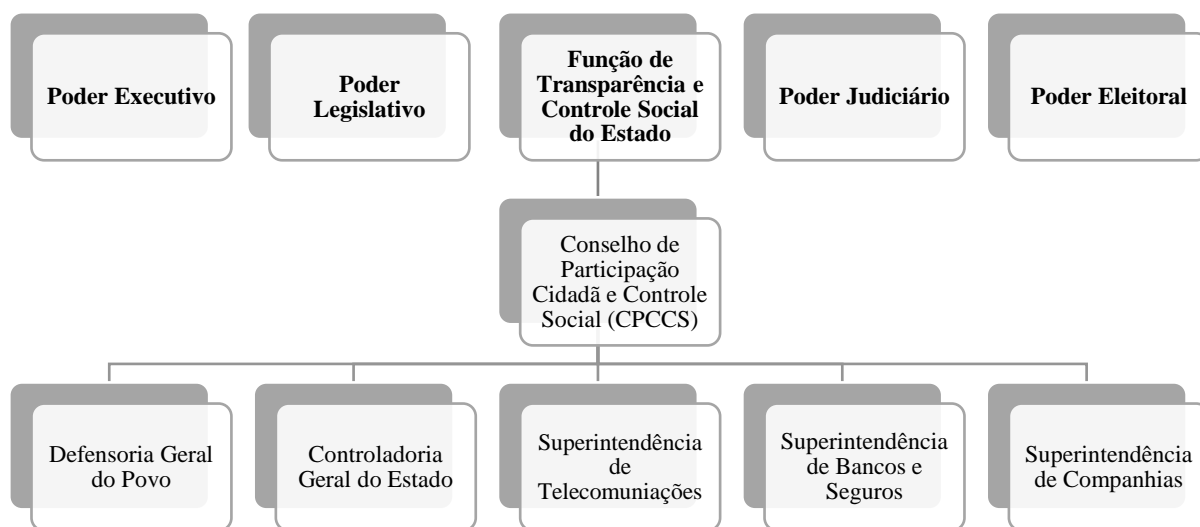 Poder Executivo
Poder
Legislativo
Função de
Transparência e
Controle Social
do Estado
Poder Judiciário
Poder Eleitoral
Conselho de
Participação
Cidadã e Controle
Social (CPCCS)
Defensoria Geral
do Povo
Controladoria
Geral do Estado
Superintendência
de
Telecomuniações
Superintendência
de Bancos e
Seguros
Superintendência
de Companhias